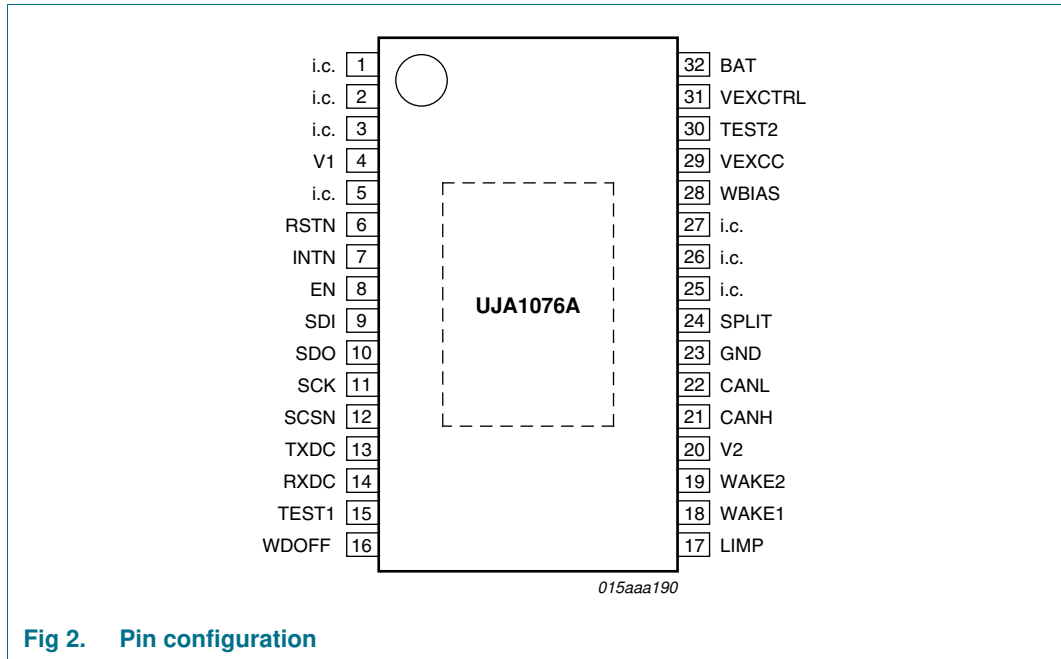 i.c. 1 32 BAT
i.c. 2 31 VEXCTRL
i.c. 3 30 TEST2
V1 4 29 VEXCC
i.c. 5 28 WBIAS
RSTN 6 27 i.c.
INTN 7 26 i.c.
EN 8 25 i.c.
UJA1076A
SDI 9 24 SPLIT
SDO 10 23 GND
SCK 11 22 CANL
SCSN 12 21 CANH
TXDC 13 20 V2
RXDC 14 19 WAKE2
TEST1 15 18 WAKE1
WDOFF 16 17 LIMP
015aaa190
Fig 2. Pin configuration